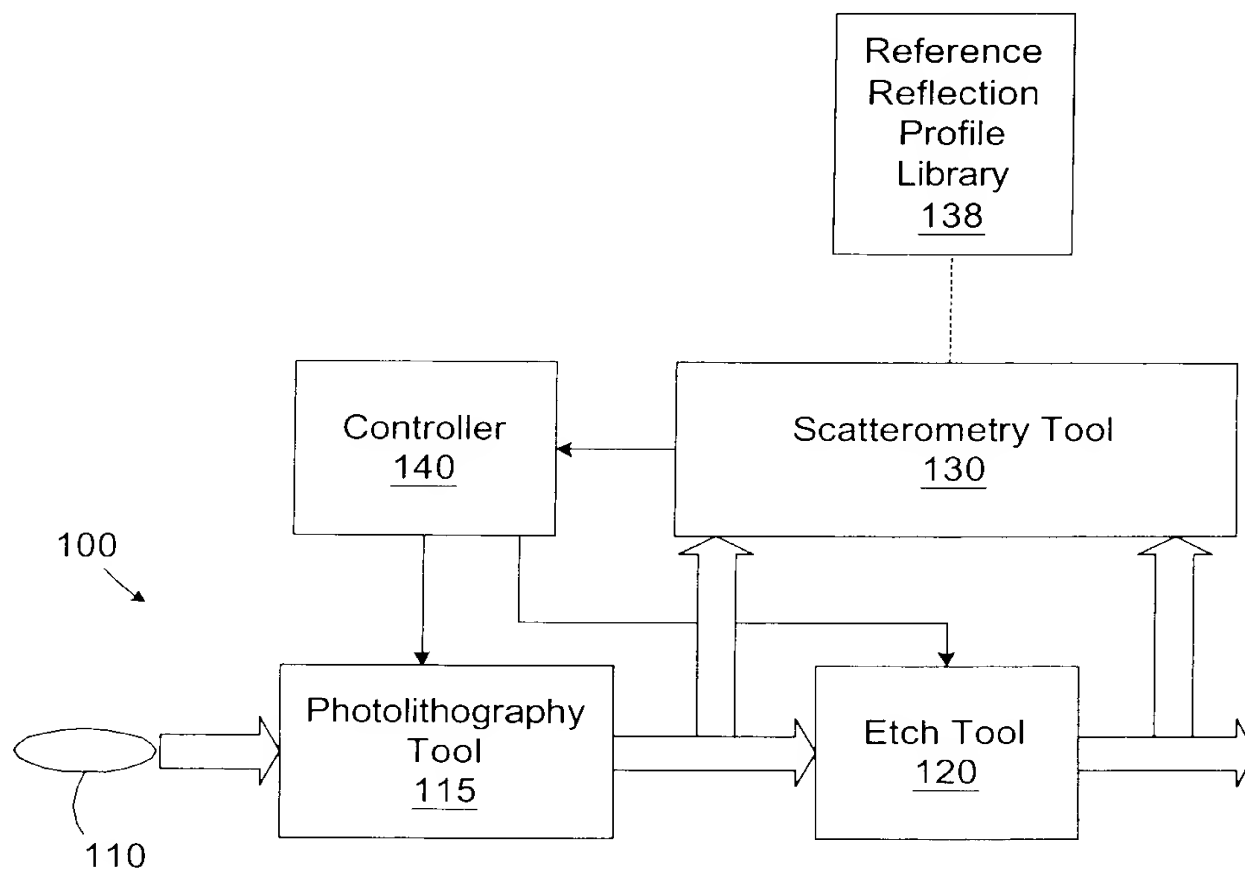 Reference
Reflection
Profile
Library
138
Controller
140
Scatterometry Tool
130
100
Photolithography
Tool
115
Etch Tool
120
110